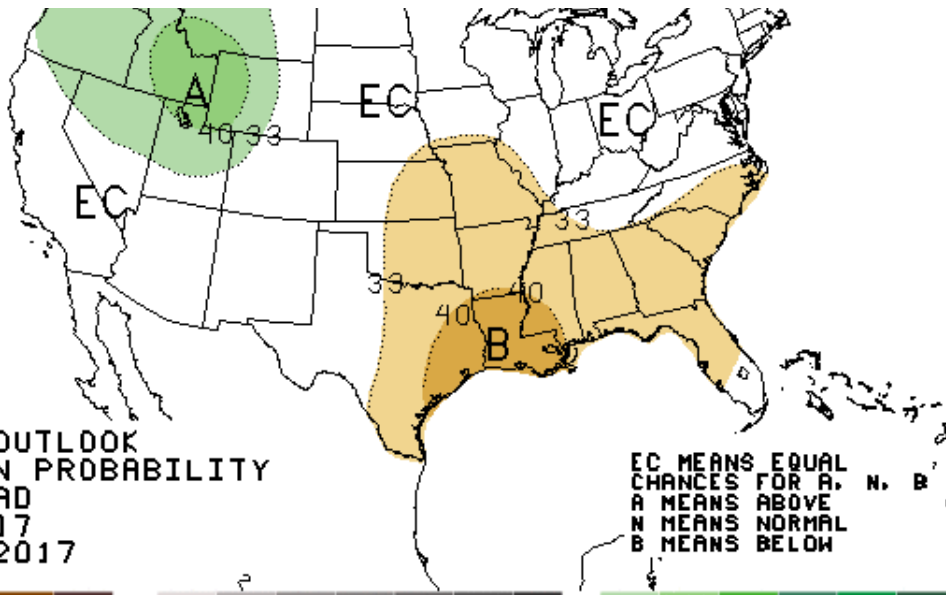 A
EC
40 33
EC
EC
33
33
40
40
B
OUTLOOK
N PROBABILITY
AD
17
2017
EC MEANS EQUAL
CHANCES FOR A, N, B
A MEANS ABOVE
N MEANS NORMAL
B MEANS BELOW